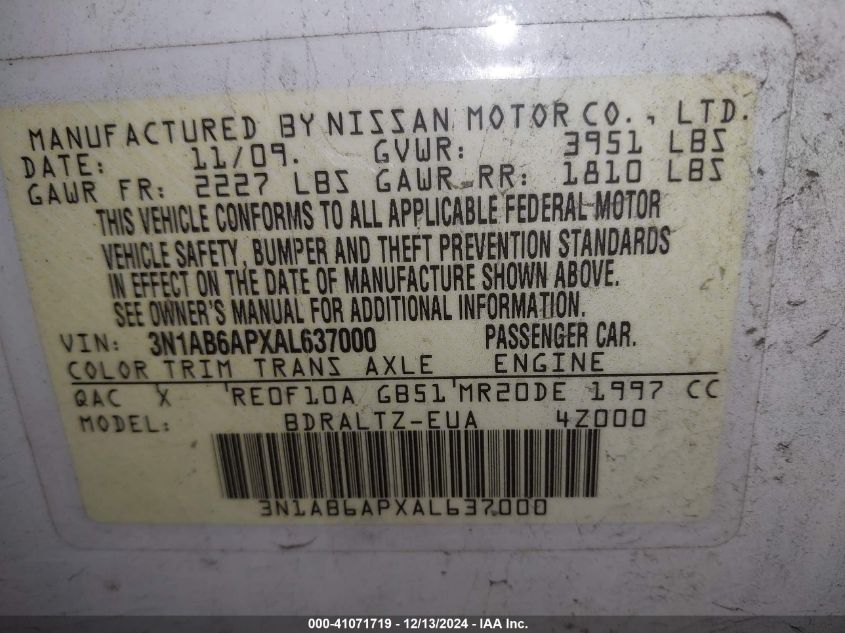 MANUFACTURED BY NISSAN MOTOR CO., LTD.
DATE: 11/09. GVWR: 3951 LBS
GAWR FR: 2227 LBS GAWR RR: 1810 LBS
THIS VEHICLE CONFORMS TO ALL APPLICABLE FEDERAL MOTOR
VEHICLE SAFETY, BUMPER AND THEFT PREVENTION STANDARDS
IN EFFECT ON THE DATE OF MANUFACTURE SHOWN ABOVE.
SEE OWNER'S MANUAL FOR ADDITIONAL INFORMATION.
VIN: 3N1AB6APXAL637000 PASSENGER CAR.
COLOR TRIM TRANS AXLE ENGINE
QAC X RE0F10A GB51 MR20DE 1997 CC
MODEL: BDRALTZ-EUA 4Z000
3N1AB6APXAL637000
000-41071719 - 12/13/2024 - IAA Inc.